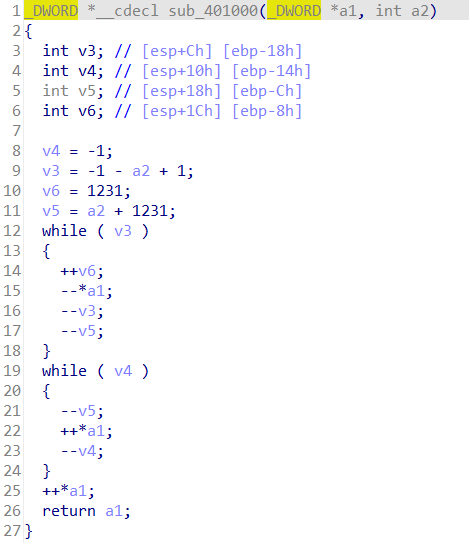 1 _DWORD *__cdecl sub_401000(_DWORD *a1, int a2)
2 {
3 int v3; // [esp+Ch] [ebp-18h]
4 int v4; // [esp+10h] [ebp-14h]
5 int v5; // [esp+18h] [ebp-Ch]
6 int v6; // [esp+1Ch] [ebp-8h]
7
8 v4 = -1;
9 v3 = -1 - a2 + 1;
10 v6 = 1231;
11 v5 = a2 + 1231;
12 while ( v3 )
13 {
14 ++v6;
15 --*a1;
16 --v3;
17 --v5;
18 }
19 while ( v4 )
20 {
21 --v5;
22 ++*a1;
23 --v4;
24 }
25 ++*a1;
26 return a1;
27 }